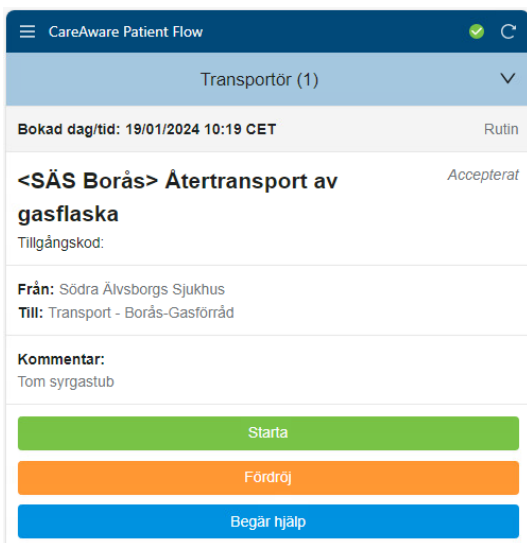 CareAware Patient Flow
Transportör (1)
Bokad dag/tid: 19/01/2024 10:19 CET Rutin
<SÄS Borås> Återtransport av Accepterat
gasflaska
Tillgångskod:
Från: Södra Älvsborgs Sjukhus
Till: Transport - Borås-Gasförråd
Kommentar:
Tom syrgastub
Starta
Fördröj
Begär hjälp